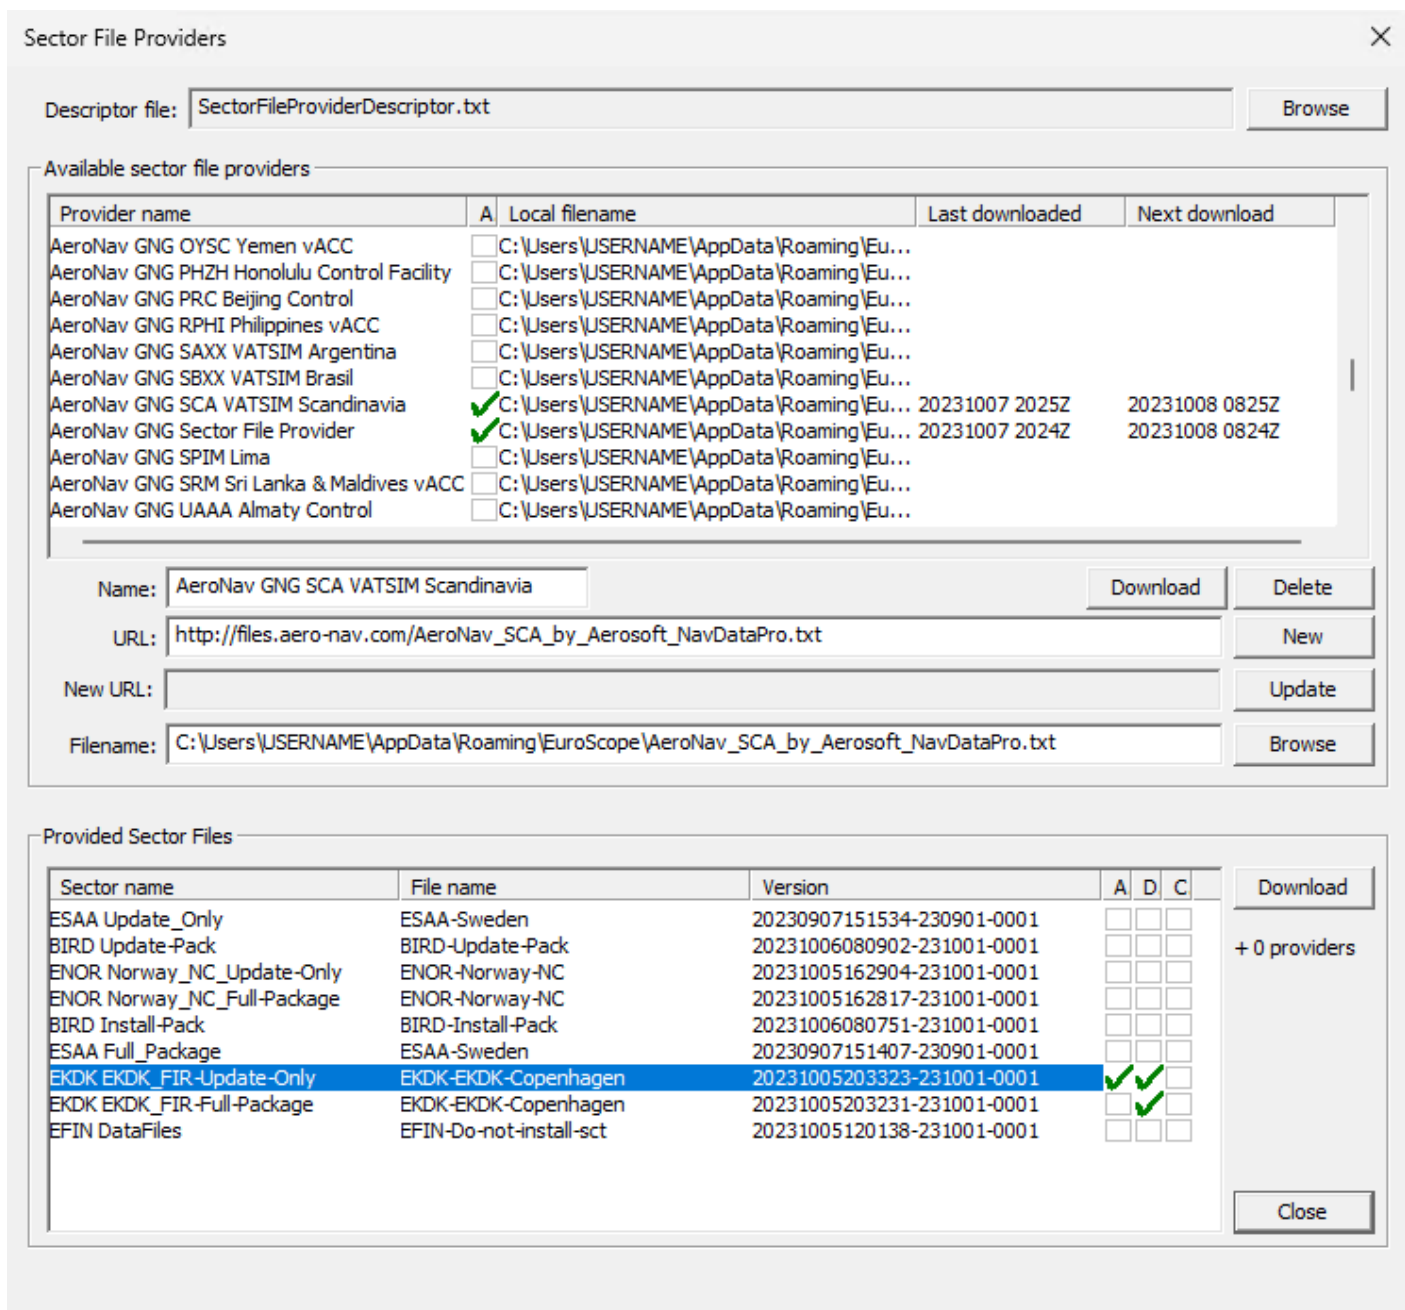 Sector File Providers
Descriptor file: SectorFileProviderDescriptor.txt Browse
Available sector file providers
Provider name A Local filename Last downloaded Next download
AeroNav GNG OYSC Yemen vACC C:\Users\USERNAME\AppData\Roaming\Eu...
AeroNav GNG PHZH Honolulu Control Facility C:\Users\USERNAME\AppData\Roaming\Eu...
AeroNav GNG PRC Beijing Control C:\Users\USERNAME\AppData\Roaming\Eu...
AeroNav GNG RPHI Philippines vACC C:\Users\USERNAME\AppData\Roaming\Eu...
AeroNav GNG SAXX VATSIM Argentina C:\Users\USERNAME\AppData\Roaming\Eu...
AeroNav GNG SBXX VATSIM Brasil C:\Users\USERNAME\AppData\Roaming\Eu...
AeroNav GNG SCA VATSIM Scandinavia C:\Users\USERNAME\AppData\Roaming\Eu... 20231007 2025Z 20231008 0825Z
AeroNav GNG Sector File Provider C:\Users\USERNAME\AppData\Roaming\Eu... 20231007 2024Z 20231008 0824Z
AeroNav GNG SPIM Lima C:\Users\USERNAME\AppData\Roaming\Eu...
AeroNav GNG SRM Sri Lanka & Maldives vACC C:\Users\USERNAME\AppData\Roaming\Eu...
AeroNav GNG UAAA Almaty Control C:\Users\USERNAME\AppData\Roaming\Eu...
Name: AeroNav GNG SCA VATSIM Scandinavia Download Delete
URL: http://files.aero-nav.com/AeroNav_SCA_by_Aerosoft_NavDataPro.txt New
New URL: Update
Filename: C:\Users\USERNAME\AppData\Roaming\EuroScope\AeroNav_SCA_by_Aerosoft_NavDataPro.txt Browse
Provided Sector Files
Sector name File name Version A D C Download
ESAA Update_Only ESAA-Sweden 20230907151534-230901-0001
BIRD Update-Pack BIRD-Update-Pack 20231006080902-231001-0001 + 0 providers
ENOR Norway_NC_Update-Only ENOR-Norway-NC 20231005162904-231001-0001
ENOR Norway_NC_Full-Package ENOR-Norway-NC 20231005162817-231001-0001
BIRD Install-Pack BIRD-Install-Pack 20231006080751-231001-0001
ESAA Full_Package ESAA-Sweden 20230907151407-230901-0001
EKDK EKDK_FIR-Update-Only EKDK-EKDK-Copenhagen 20231005203323-231001-0001
EKDK EKDK_FIR-Full-Package EKDK-EKDK-Copenhagen 20231005203231-231001-0001
EFIN DataFiles EFIN-Do-not-install-sct 20231005120138-231001-0001
Close